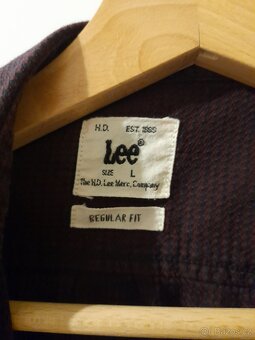 H.D. EST. 1889
Lee®
SIZE L
The H.D. Lee Merc. Company
REGULAR FIT